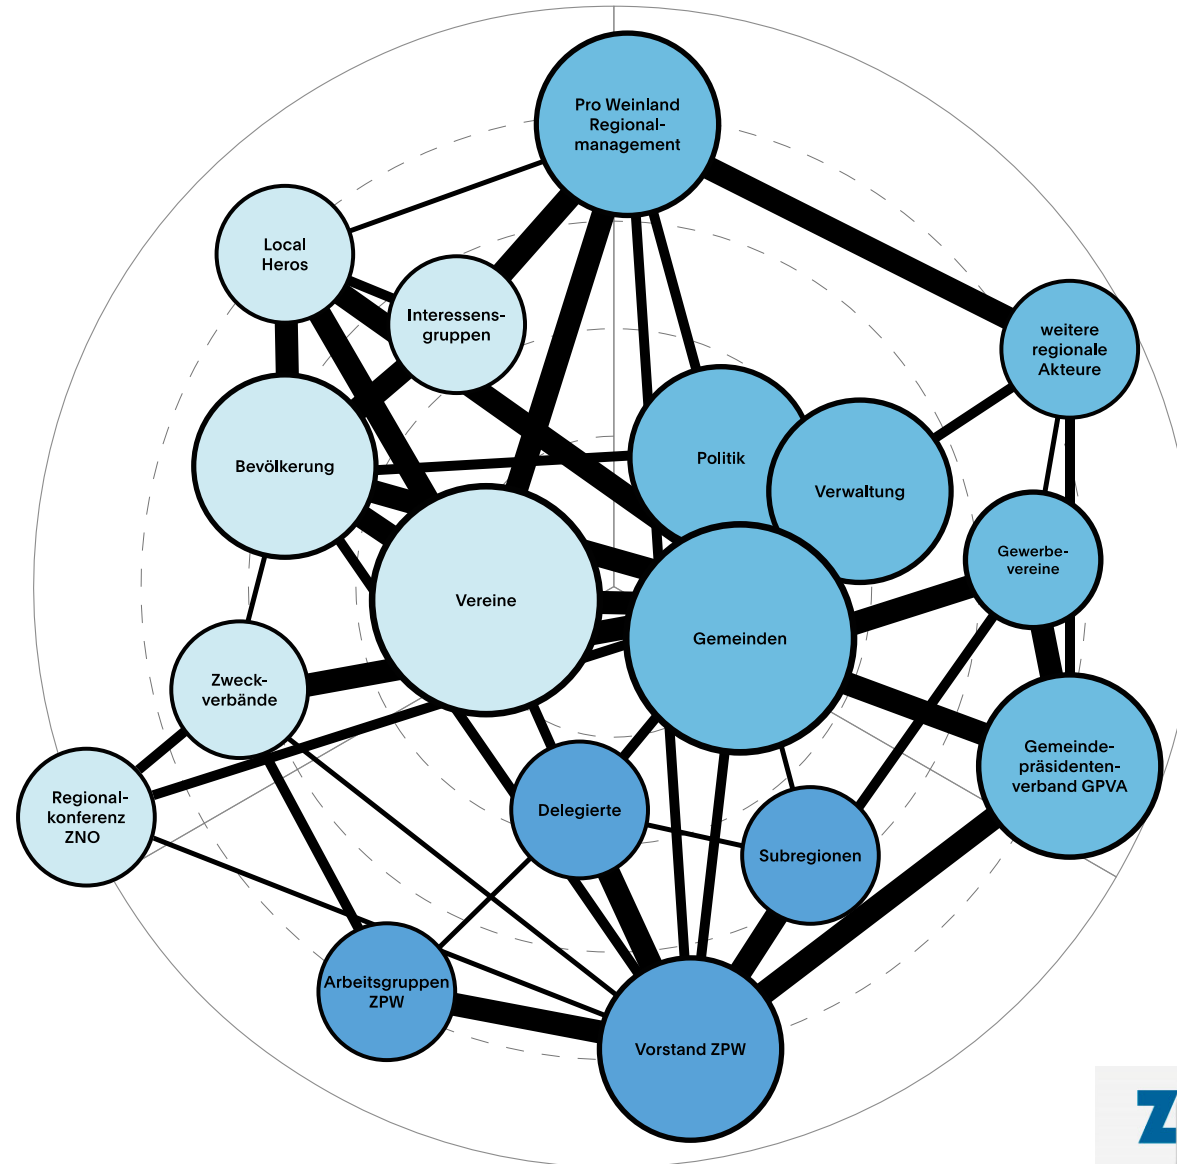 Pro Weinland
Regional-
management
Local
Heros
Interessens-
gruppen
weitere
regionale
Akteure
Bevölkerung
Politik
Verwaltung
Gewerbe-
vereine
Vereine
Gemeinden
Zweck-
verbände
Regional-
konferenz
ZNO
Gemeinde-
präsidenten-
verband GPVA
Delegierte
Subregionen
Arbeitsgruppen
ZPW
Vorstand ZPW
Z